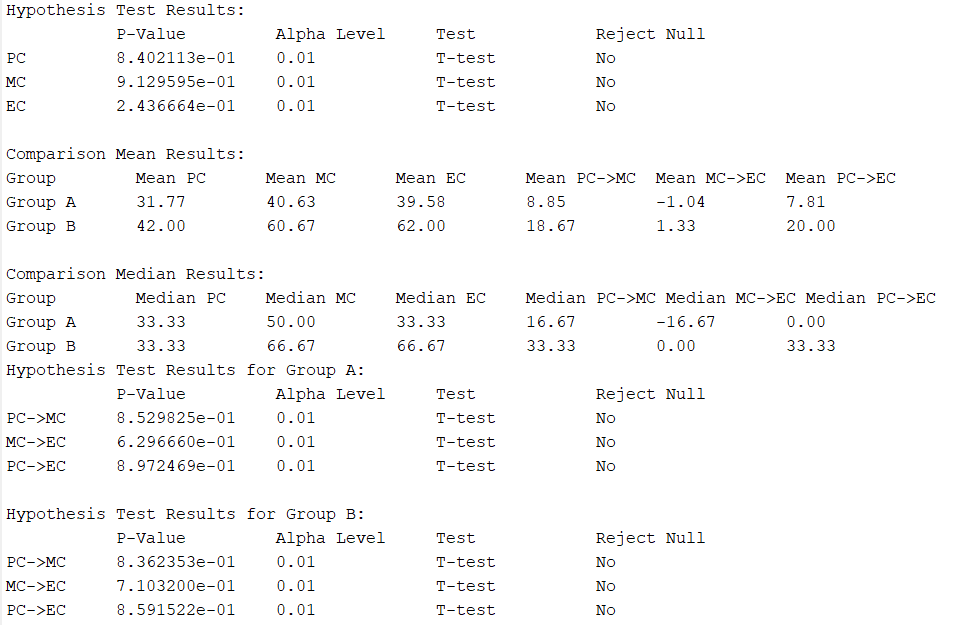 Hypothesis Test Results:
P-Value Alpha Level Test Reject Null
PC 8.402113e-01 0.01 T-test No
MC 9.129595e-01 0.01 T-test No
EC 2.436664e-01 0.01 T-test No
Comparison Mean Results:
Group Mean PC Mean MC Mean EC Mean PC->MC Mean MC->EC Mean PC->EC
Group A 31.77 40.63 39.58 8.85 -1.04 7.81
Group B 42.00 60.67 62.00 18.67 1.33 20.00
Comparison Median Results:
Group Median PC Median MC Median EC Median PC->MC Median MC->EC Median PC->EC
Group A 33.33 50.00 33.33 16.67 -16.67 0.00
Group B 33.33 66.67 66.67 33.33 0.00 33.33
Hypothesis Test Results for Group A:
P-Value Alpha Level Test Reject Null
PC->MC 8.529825e-01 0.01 T-test No
MC->EC 6.296660e-01 0.01 T-test No
PC->EC 8.972469e-01 0.01 T-test No
Hypothesis Test Results for Group B:
P-Value Alpha Level Test Reject Null
PC->MC 8.362353e-01 0.01 T-test No
MC->EC 7.103200e-01 0.01 T-test No
PC->EC 8.591522e-01 0.01 T-test No